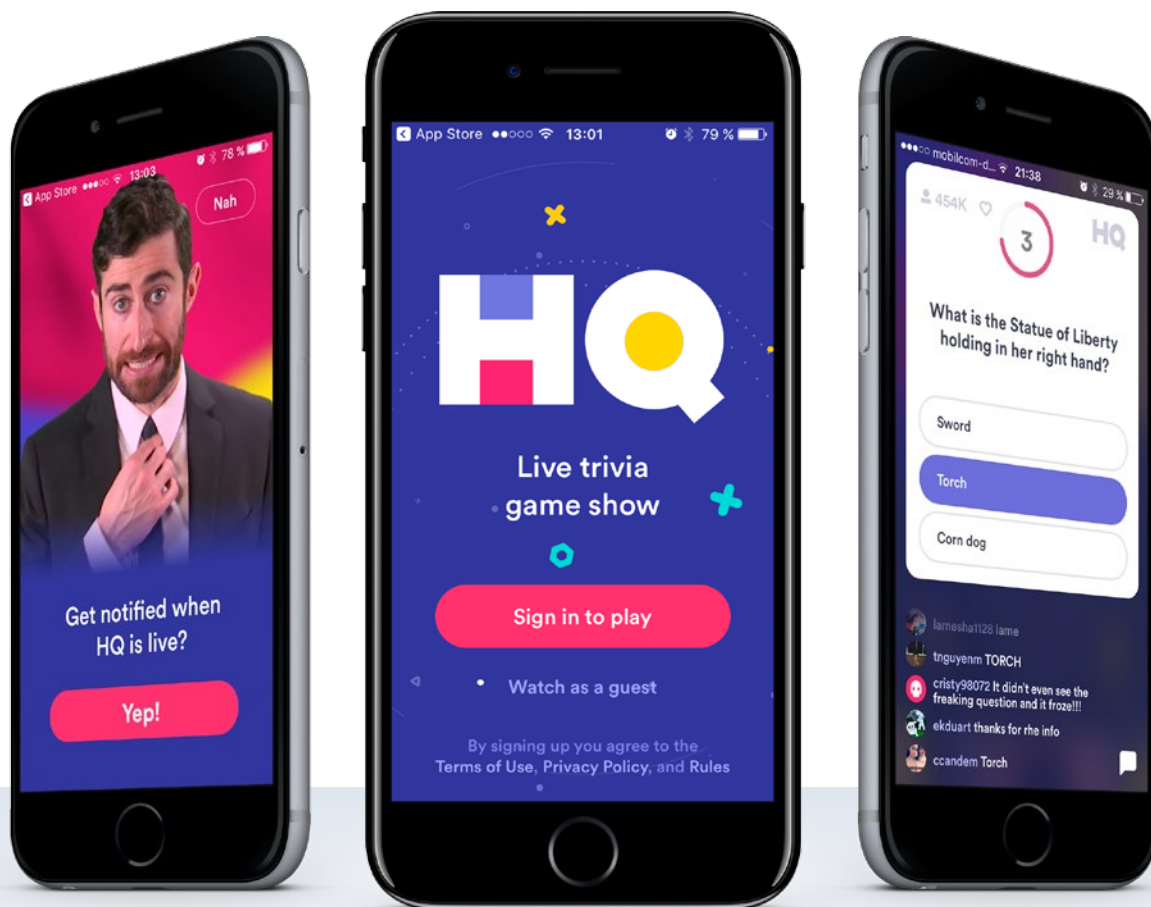 App Store 13:03 78 %
Nah
Get notified when
HQ is live?
Yep!
App Store 13:01 79 %
HQ
Live trivia
game show
Sign in to play
Watch as a guest
By signing up you agree to the
Terms of Use, Privacy Policy, and Rules
mobilcom-d... 21:38 29 %
454K
3
HQ
What is the Statue of Liberty
holding in her right hand?
Sword
Torch
Corn dog
lamesha1128 lame
tnguyenm TORCH
cristy98072 It didn't even see the
freaking question and it froze!!!
ekduart thanks for rhe info
ccandem Torch